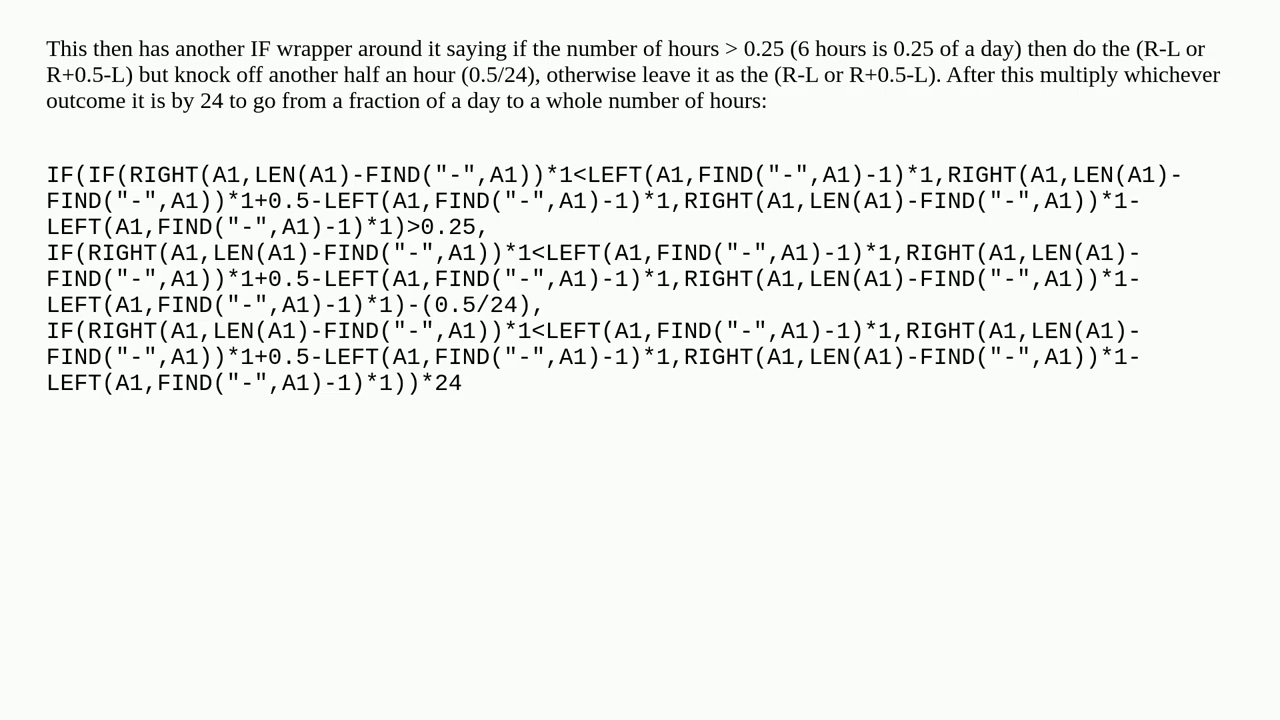 This then has another IF wrapper around it saying if the number of hours > 0.25 (6 hours is 0.25 of a day) then do the (R-L or
R+0.5-L) but knock off another half an hour (0.5/24), otherwise leave it as the (R-L or R+0.5-L). After this multiply whichever
outcome it is by 24 to go from a fraction of a day to a whole number of hours:
IF(IF(RIGHT(A1,LEN(A1)-FIND("-",A1))*1<LEFT(A1,FIND("-",A1)-1)*1,RIGHT(A1,LEN(A1)-
FIND("-",A1))*1+0.5-LEFT(A1,FIND("-",A1)-1)*1,RIGHT(A1,LEN(A1)-FIND("-",A1))*1-
LEFT(A1,FIND("-",A1)-1)*1)>0.25,
IF(RIGHT(A1,LEN(A1)-FIND("-",A1))*1<LEFT(A1,FIND("-",A1)-1)*1,RIGHT(A1,LEN(A1)-
FIND("-",A1))*1+0.5-LEFT(A1,FIND("-",A1)-1)*1,RIGHT(A1,LEN(A1)-FIND("-",A1))*1-
LEFT(A1,FIND("-",A1)-1)*1)-(0.5/24),
IF(RIGHT(A1,LEN(A1)-FIND("-",A1))*1<LEFT(A1,FIND("-",A1)-1)*1,RIGHT(A1,LEN(A1)-
FIND("-",A1))*1+0.5-LEFT(A1,FIND("-",A1)-1)*1,RIGHT(A1,LEN(A1)-FIND("-",A1))*1-
LEFT(A1,FIND("-",A1)-1)*1))*24